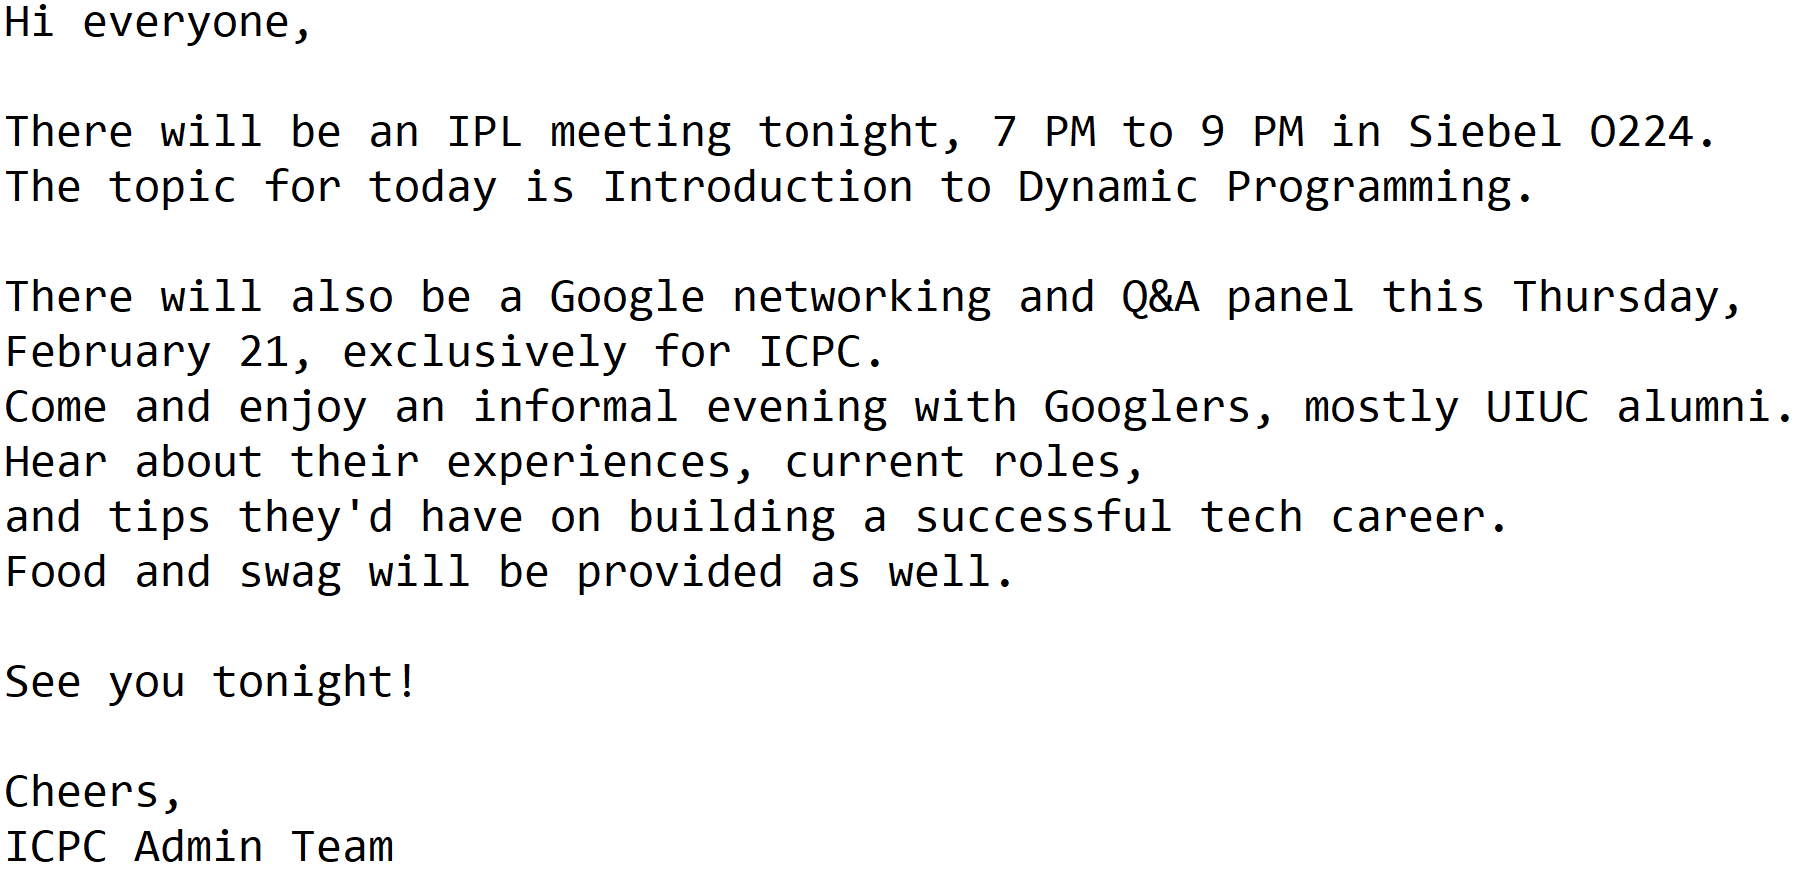 Hi everyone,
There will be an IPL meeting tonight, 7 PM to 9 PM in Siebel O224.
The topic for today is Introduction to Dynamic Programming.
There will also be a Google networking and Q&A panel this Thursday,
February 21, exclusively for ICPC.
Come and enjoy an informal evening with Googlers, mostly UIUC alumni.
Hear about their experiences, current roles,
and tips they'd have on building a successful tech career.
Food and swag will be provided as well.
See you tonight!
Cheers,
ICPC Admin Team